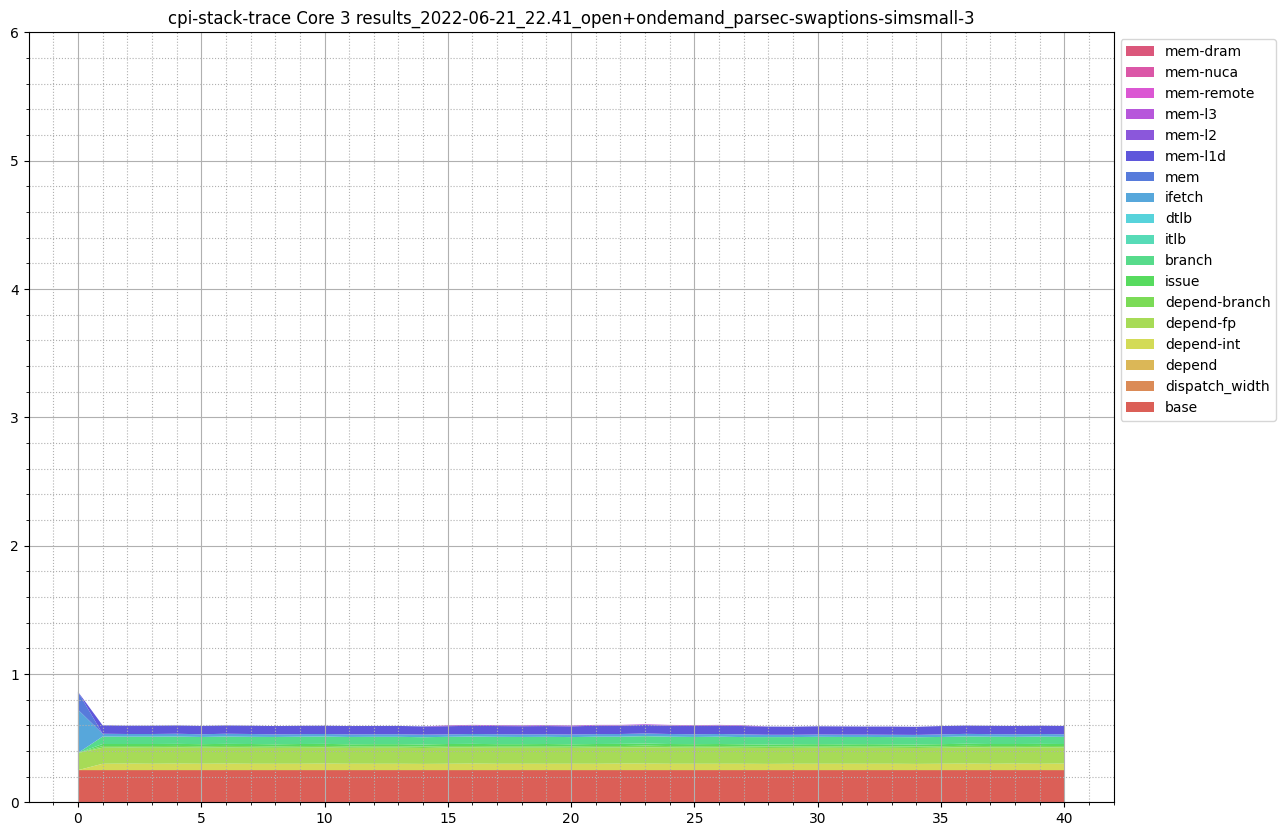 cpi-stack-trace Core 3 results_2022-06-21_22.41_open+ondemand_parsec-swaptions-simsmall-3
6
5
4
3
2
1
0
0 5 10 15 20 25 30 35 40
mem-dram
mem-nuca
mem-remote
mem-l3
mem-l2
mem-l1d
mem
ifetch
dtlb
itlb
branch
issue
depend-branch
depend-fp
depend-int
depend
dispatch_width
base